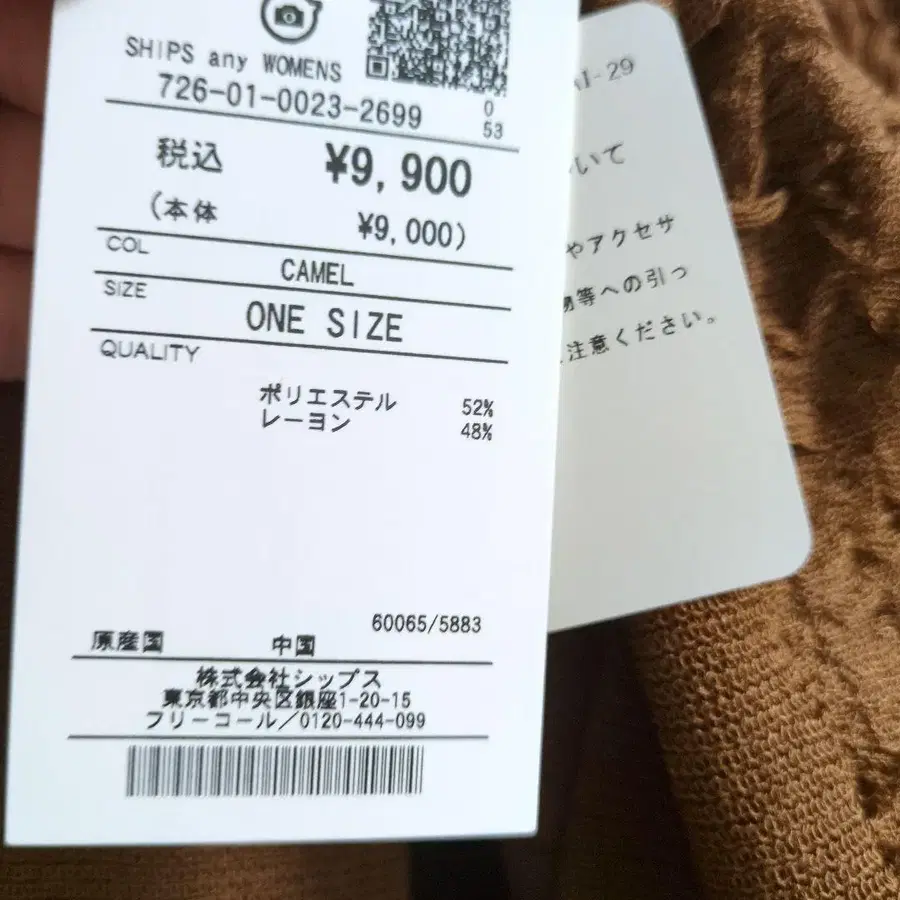 SHIPS any WOMENS
726-01-0023-2699
0
53
税込 ¥9,900
(本体 ¥9,000)
COL
CAMEL
SIZE
ONE SIZE
QUALITY
ポリエステル 52%
レーヨン 48%
60065/5883
原産国 中国
株式会社シップス
東京都中央区銀座1-20-15
フリーコール/0120-444-099
-29
いて
やアクセサ
物等への引っ
注意ください。